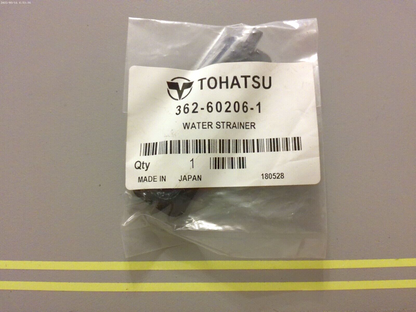 TOHATSU
362-60206-1
WATER STRAINER
Qty 1
MADE IN JAPAN 180528